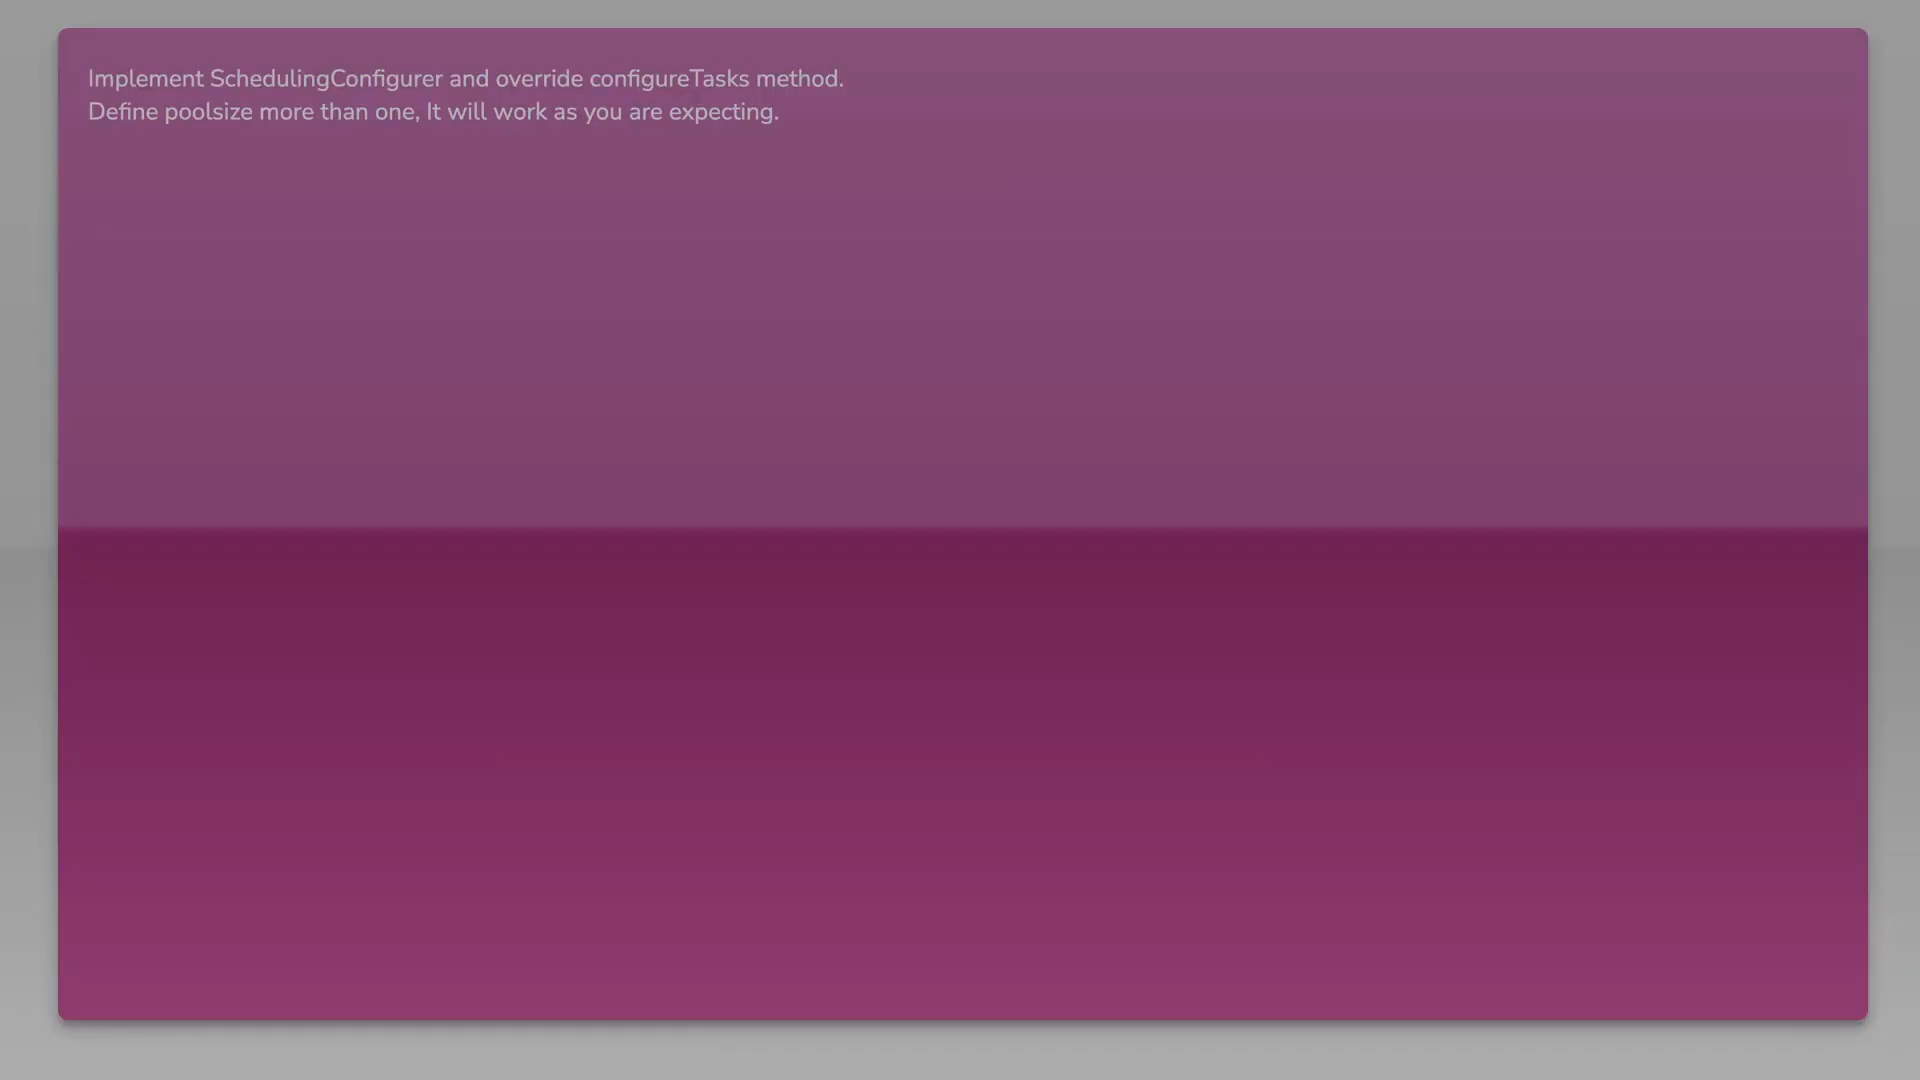 Implement SchedulingConfigurer and override configureTasks method.
Define poolsize more than one, It will work as you are expecting.